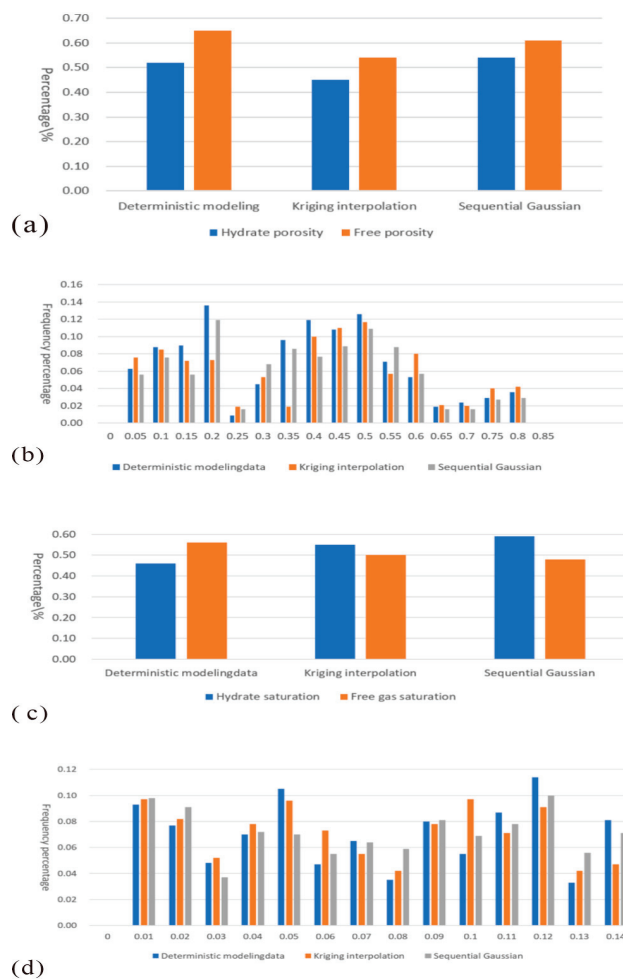 0.70
0.60
0.50
0.40
0.30
0.20
0.10
0.00
Percentage\%
Deterministic modeling Kriging interpolation Sequential Gaussian
Hydrate porosity Free porosity
(a)
0.16
0.14
0.12
0.10
0.08
0.06
0.04
0.02
0.00
Frequency percentage
0 0.05 0.1 0.15 0.2 0.25 0.3 0.35 0.4 0.45 0.5 0.55 0.6 0.65 0.7 0.75 0.8 0.85
Deterministic modelingdata Kriging interpolation Sequential Gaussian
(b)
0.60
0.50
0.40
0.30
0.20
0.10
0.00
Percentage\%
Deterministic modelingdata Kriging interpolation Sequential Gaussian
Hydrate saturation Free gas saturation
( c)
0.12
0.10
0.08
0.06
0.04
0.02
0.00
Frequency percentage
0 0.01 0.02 0.03 0.04 0.05 0.06 0.07 0.08 0.09 0.1 0.11 0.12 0.13 0.14
Deterministic modelingdata Kriging interpolation Sequential Gaussian
(d)